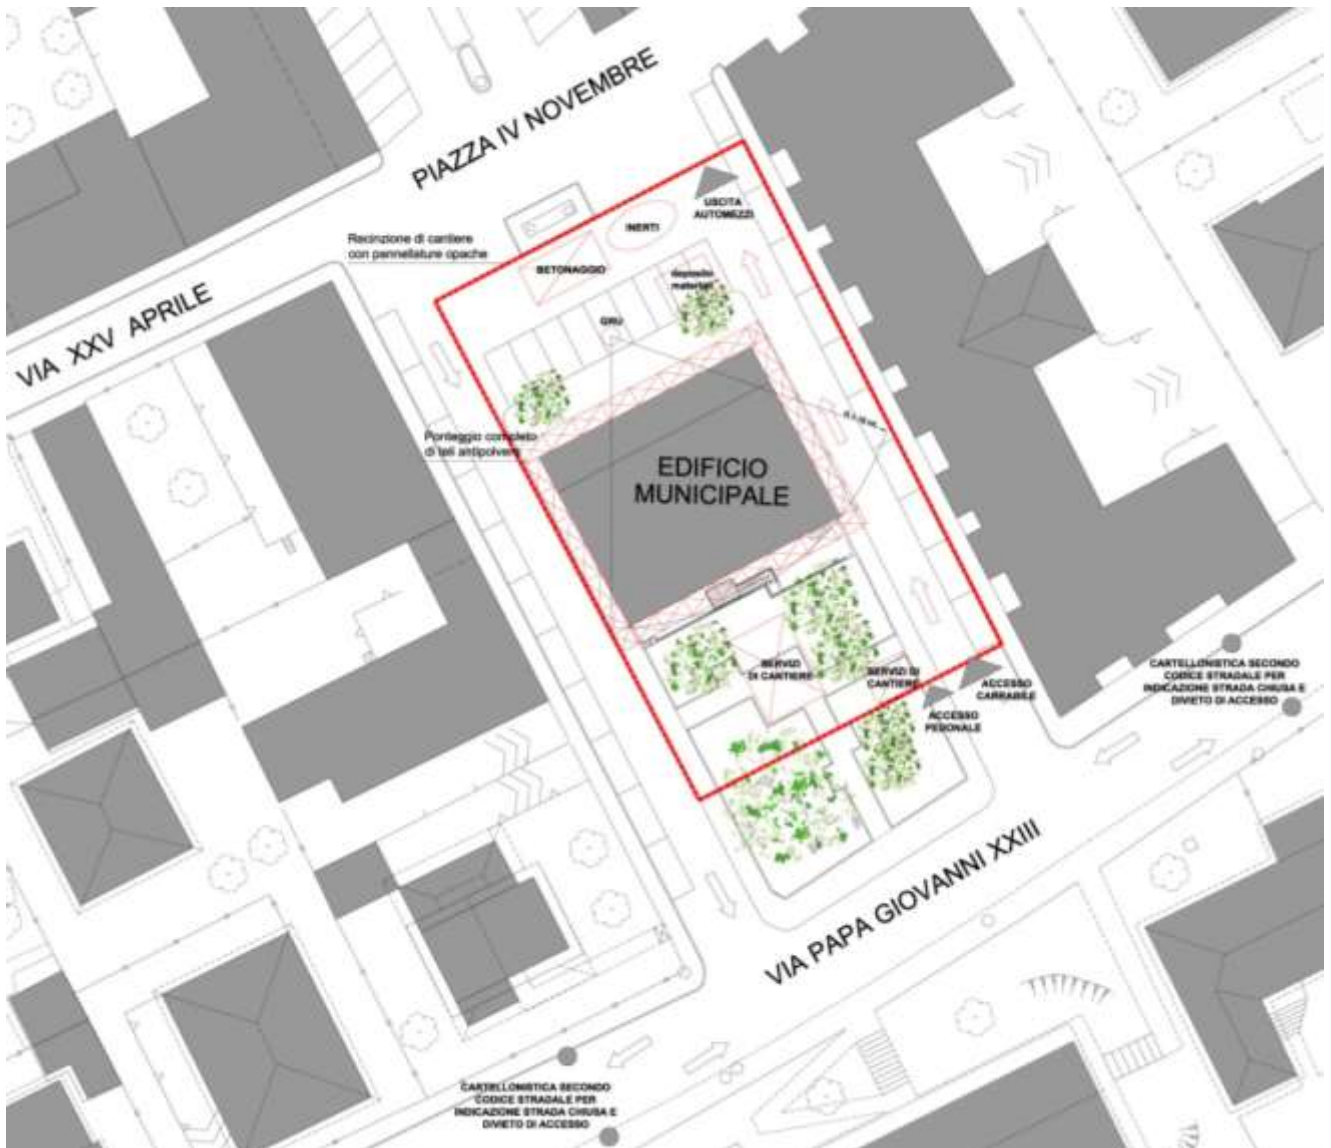 PIAZZA IV NOVEMBRE
USCITA
AUTOMEZZI
INERTI
Recinzione di cantiere
con pannellature opache
BETONAGGIO
deposito
materiali
VIA XXV APRILE
GRU
Ponteggio completo
di teli antipolvere
EDIFICIO
MUNICIPALE
SERVIZI
DI CANTIERE
SERVIZI DI
CANTIERE
ACCESSO
CARRABILE
ACCESSO
PEDONALE
CARTELLONISTICA SECONDO
CODICE STRADALE PER
INDICAZIONE STRADA CHIUSA E
DIVIETO DI ACCESSO
VIA PAPA GIOVANNI XXIII
CARTELLONISTICA SECONDO
CODICE STRADALE PER
INDICAZIONE STRADA CHIUSA E
DIVIETO DI ACCESSO